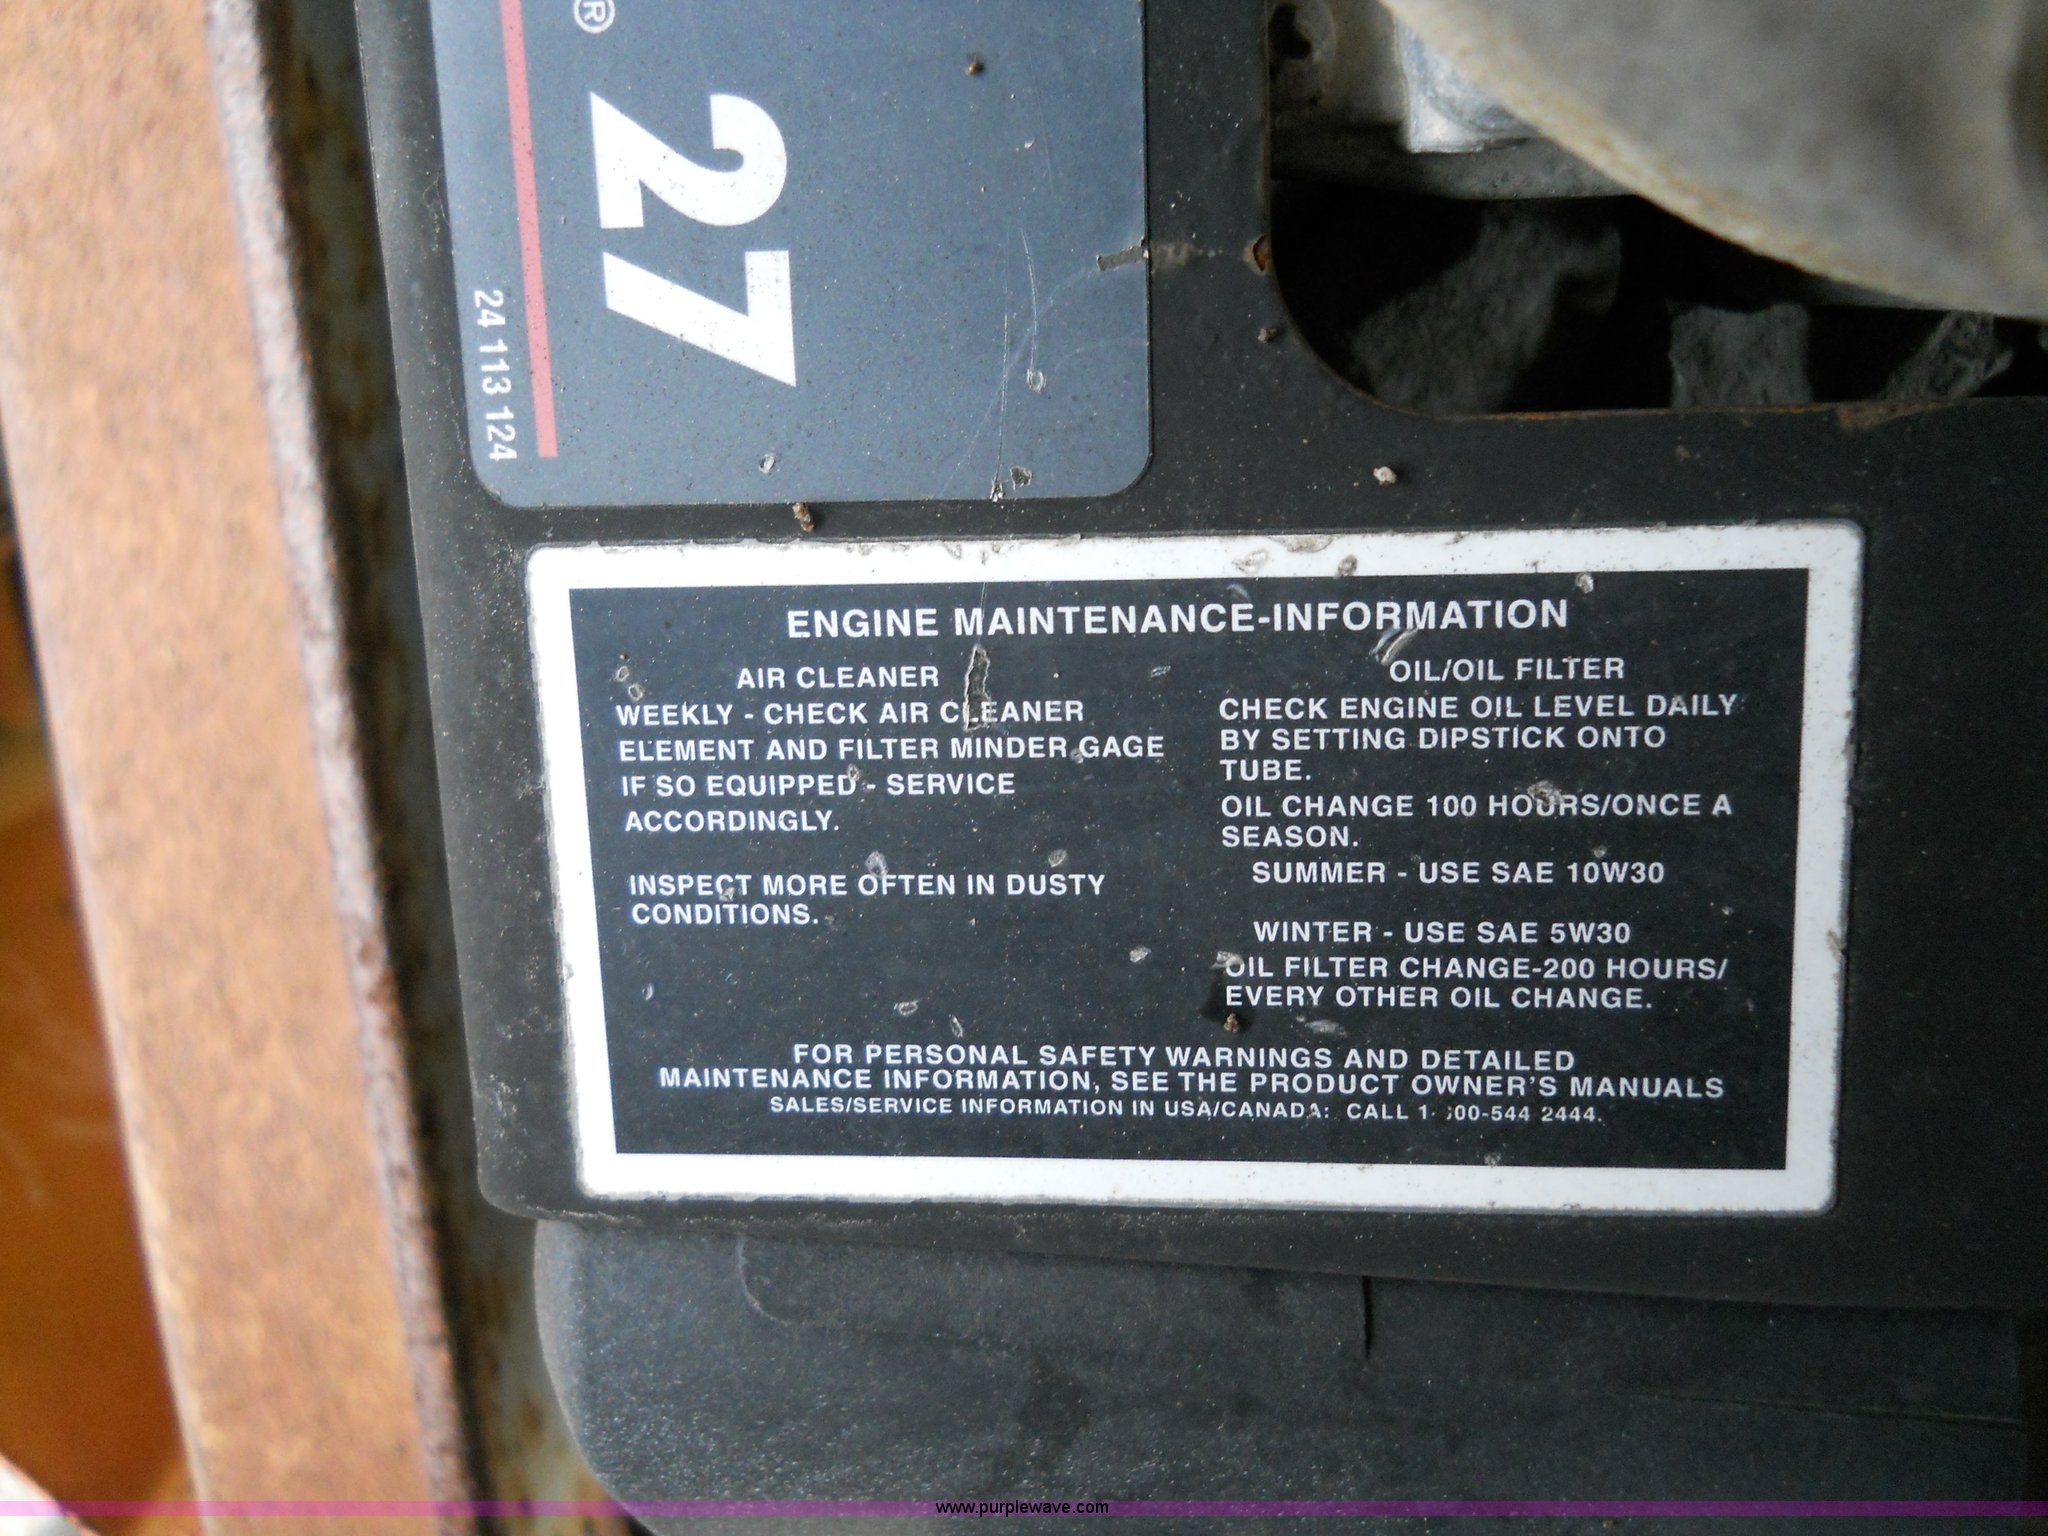 ®
27
24 113 124
ENGINE MAINTENANCE-INFORMATION
AIR CLEANER
WEEKLY - CHECK AIR CLEANER
ELEMENT AND FILTER MINDER GAGE
IF SO EQUIPPED - SERVICE
ACCORDINGLY.
INSPECT MORE OFTEN IN DUSTY
CONDITIONS.
OIL/OIL FILTER
CHECK ENGINE OIL LEVEL DAILY
BY SETTING DIPSTICK ONTO
TUBE.
OIL CHANGE 100 HOURS/ONCE A
SEASON.
SUMMER - USE SAE 10W30
WINTER - USE SAE 5W30
OIL FILTER CHANGE-200 HOURS/
EVERY OTHER OIL CHANGE.
FOR PERSONAL SAFETY WARNINGS AND DETAILED
MAINTENANCE INFORMATION, SEE THE PRODUCT OWNER'S MANUALS
SALES/SERVICE INFORMATION IN USA/CANADA: CALL
www.purplewave.com